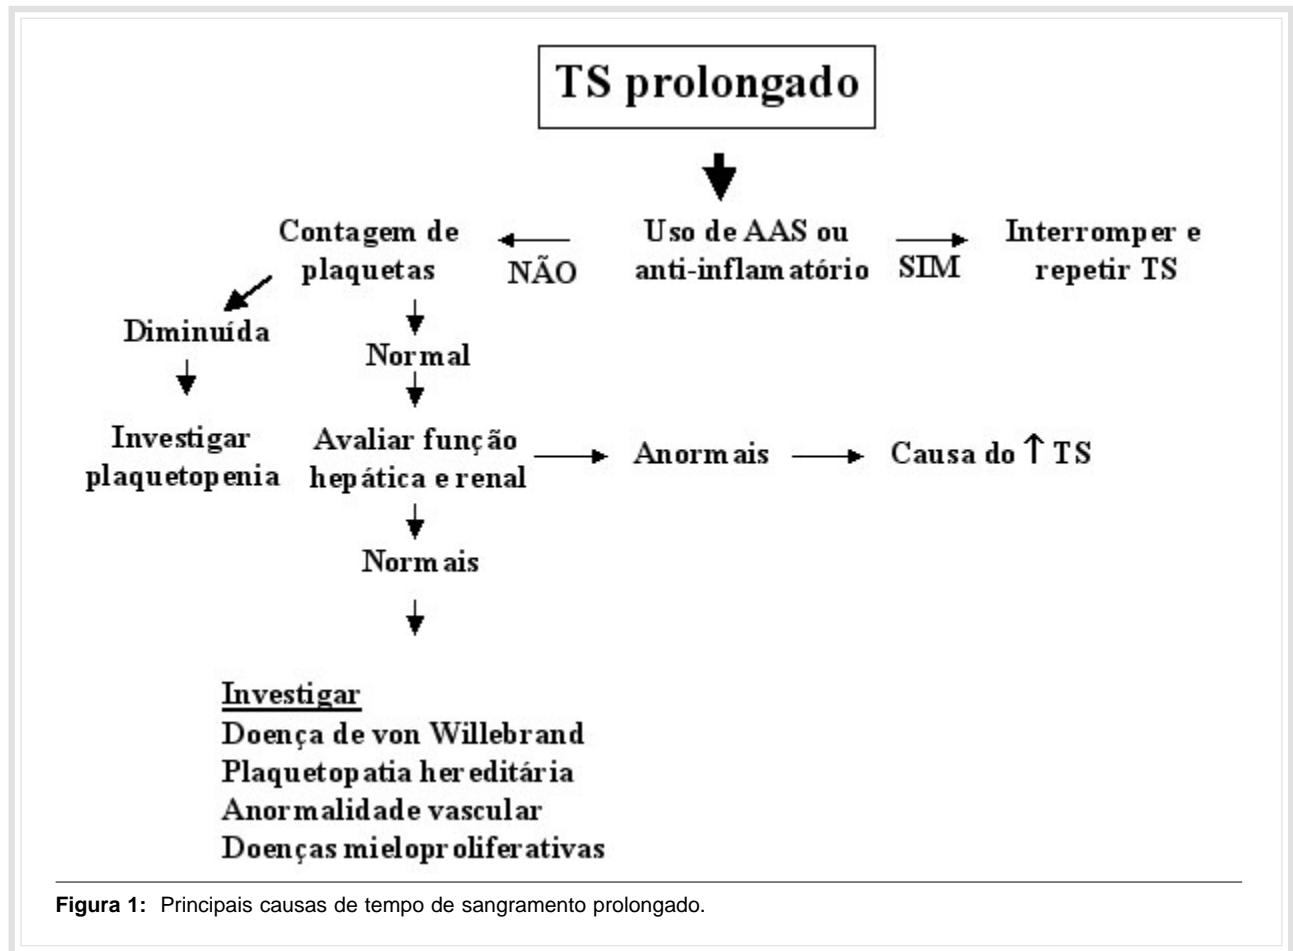 TS prolongado
Contagem de
plaquetas
NÃO
Uso de AAS ou
anti-inflamatório
SIM
Interromper e
repetir TS
Diminuída
Normal
Investigar
plaquetopenia
Avaliar função
hepática e renal
Anormais
Causa do ↑ TS
Normais
Investigar
Doença de von Willebrand
Plaquetopatia hereditária
Anormalidade vascular
Doenças mieloproliferativas
Figura 1: Principais causas de tempo de sangramento prolongado.